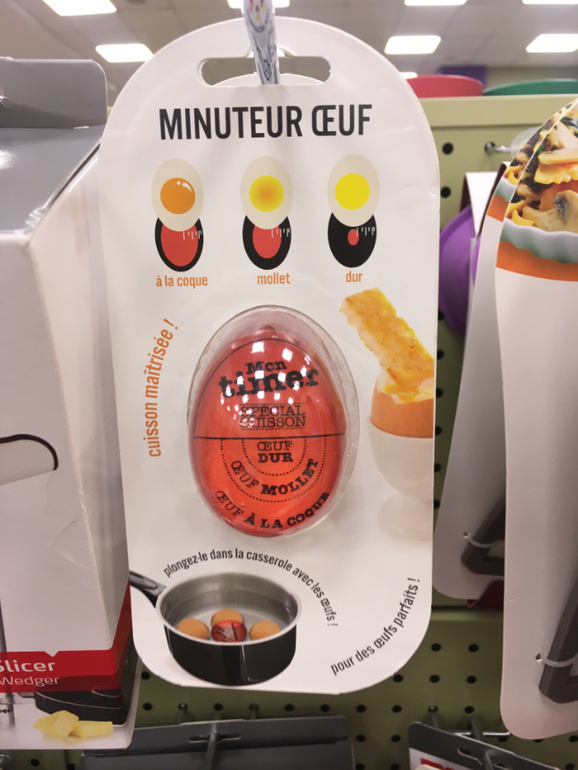 MINUTEUR ŒUF
à la coque
mollet
dur
cuisson maîtrisée !
Mon
timer
SPÉCIAL
CUISSON
ŒUF
DUR
ŒUF MOLLET
ŒUF À LA COQUE
plongez-le dans la casserole avec les œufs !
pour des œufs parfaits !
Slicer
Wedger